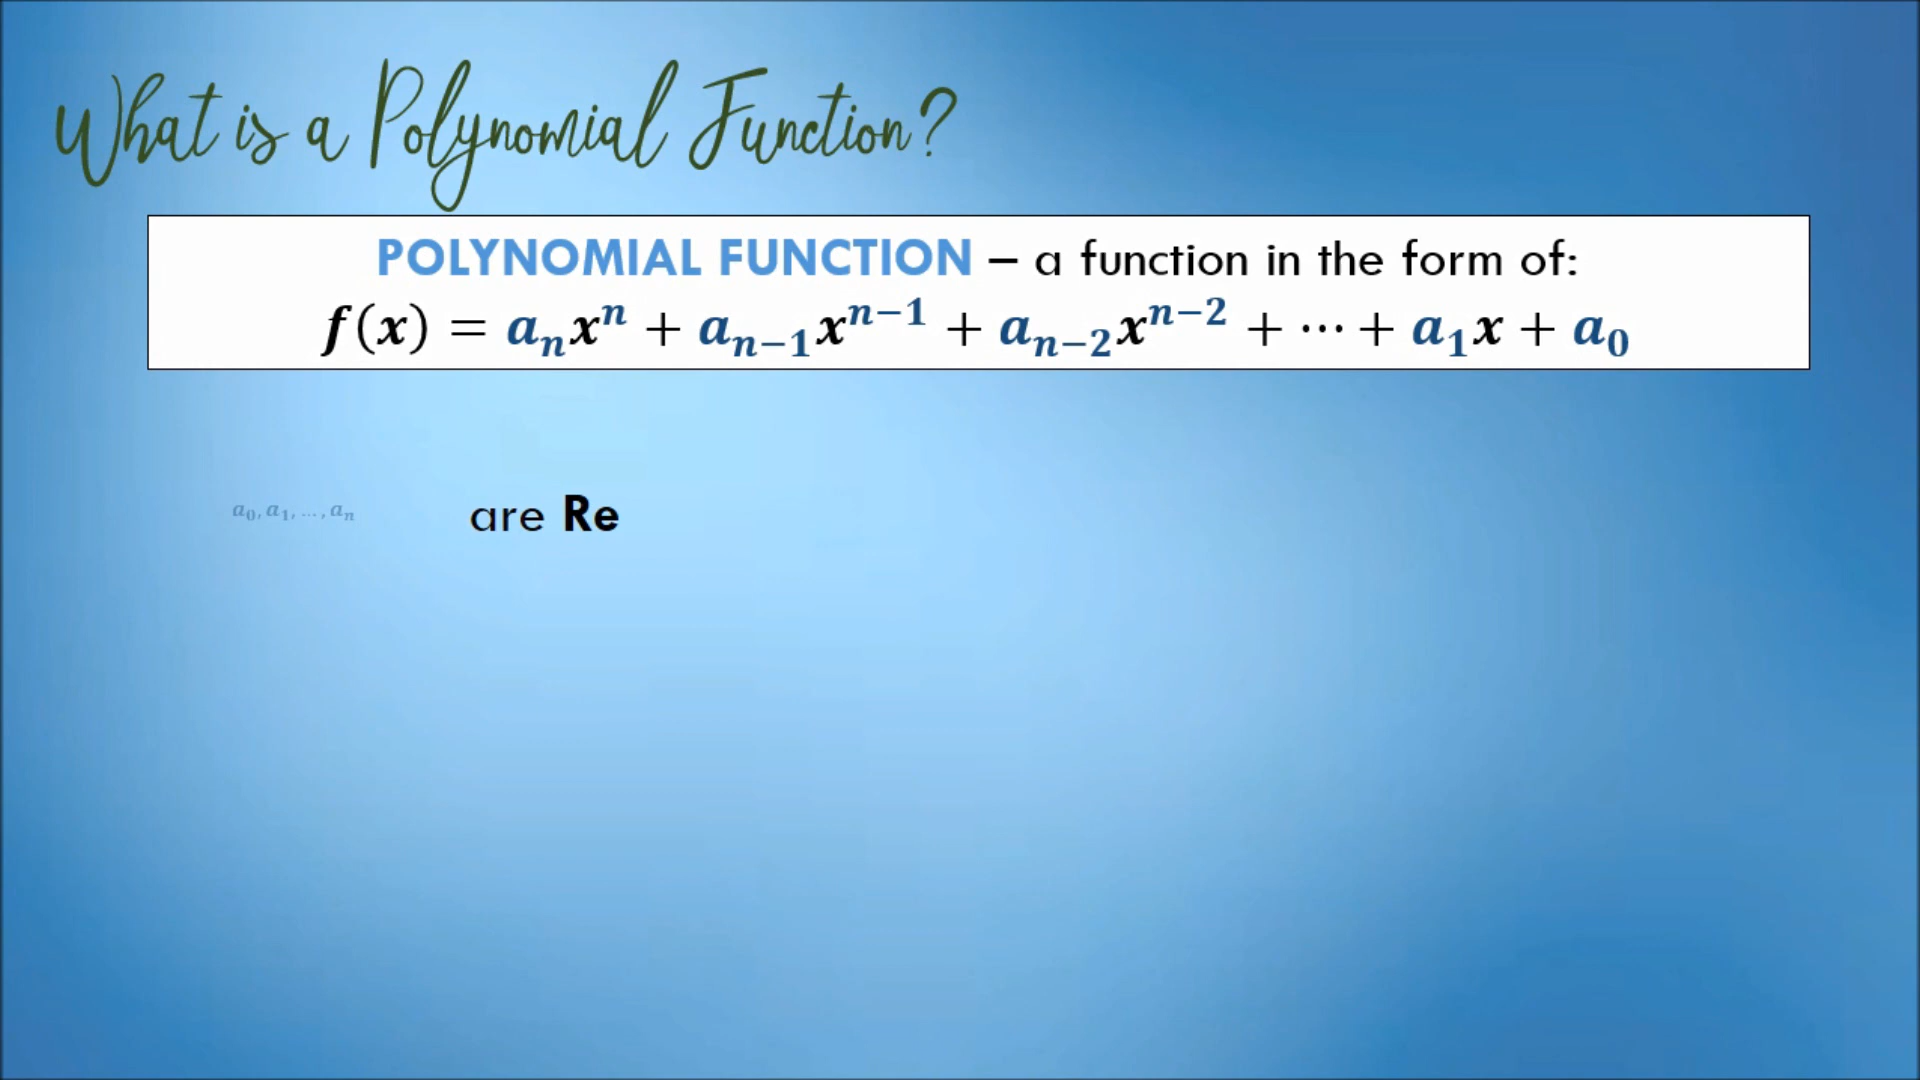 What is a Polynomial Function?
POLYNOMIAL FUNCTION – a function in the form of:
f(x) = aₙxⁿ + aₙ₋₁xⁿ⁻¹ + aₙ₋₂xⁿ⁻² + ⋯ + a₁x + a₀
a₀, a₁, … , aₙ are Re